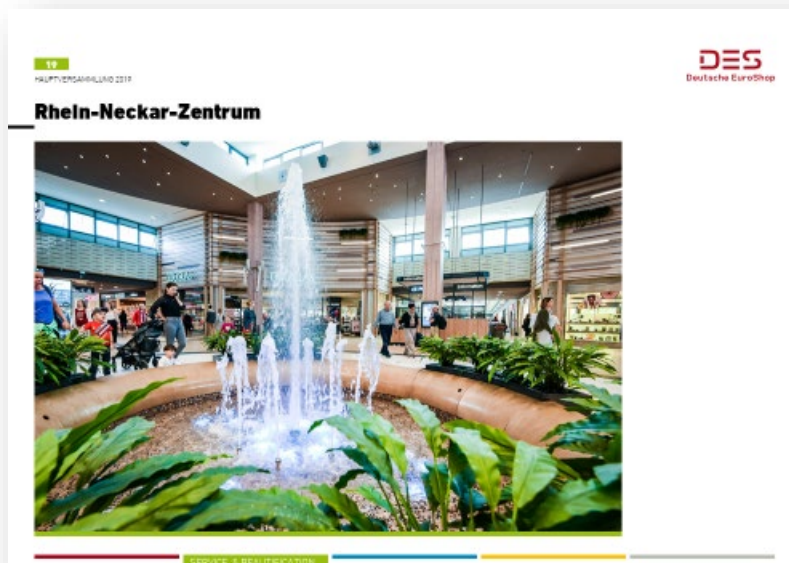 19
HAUPTVERSAMMLUNG 2019
DES
Deutsche EuroShop
Rhein-Neckar-Zentrum
SERVICE & BEAUTIFICATION